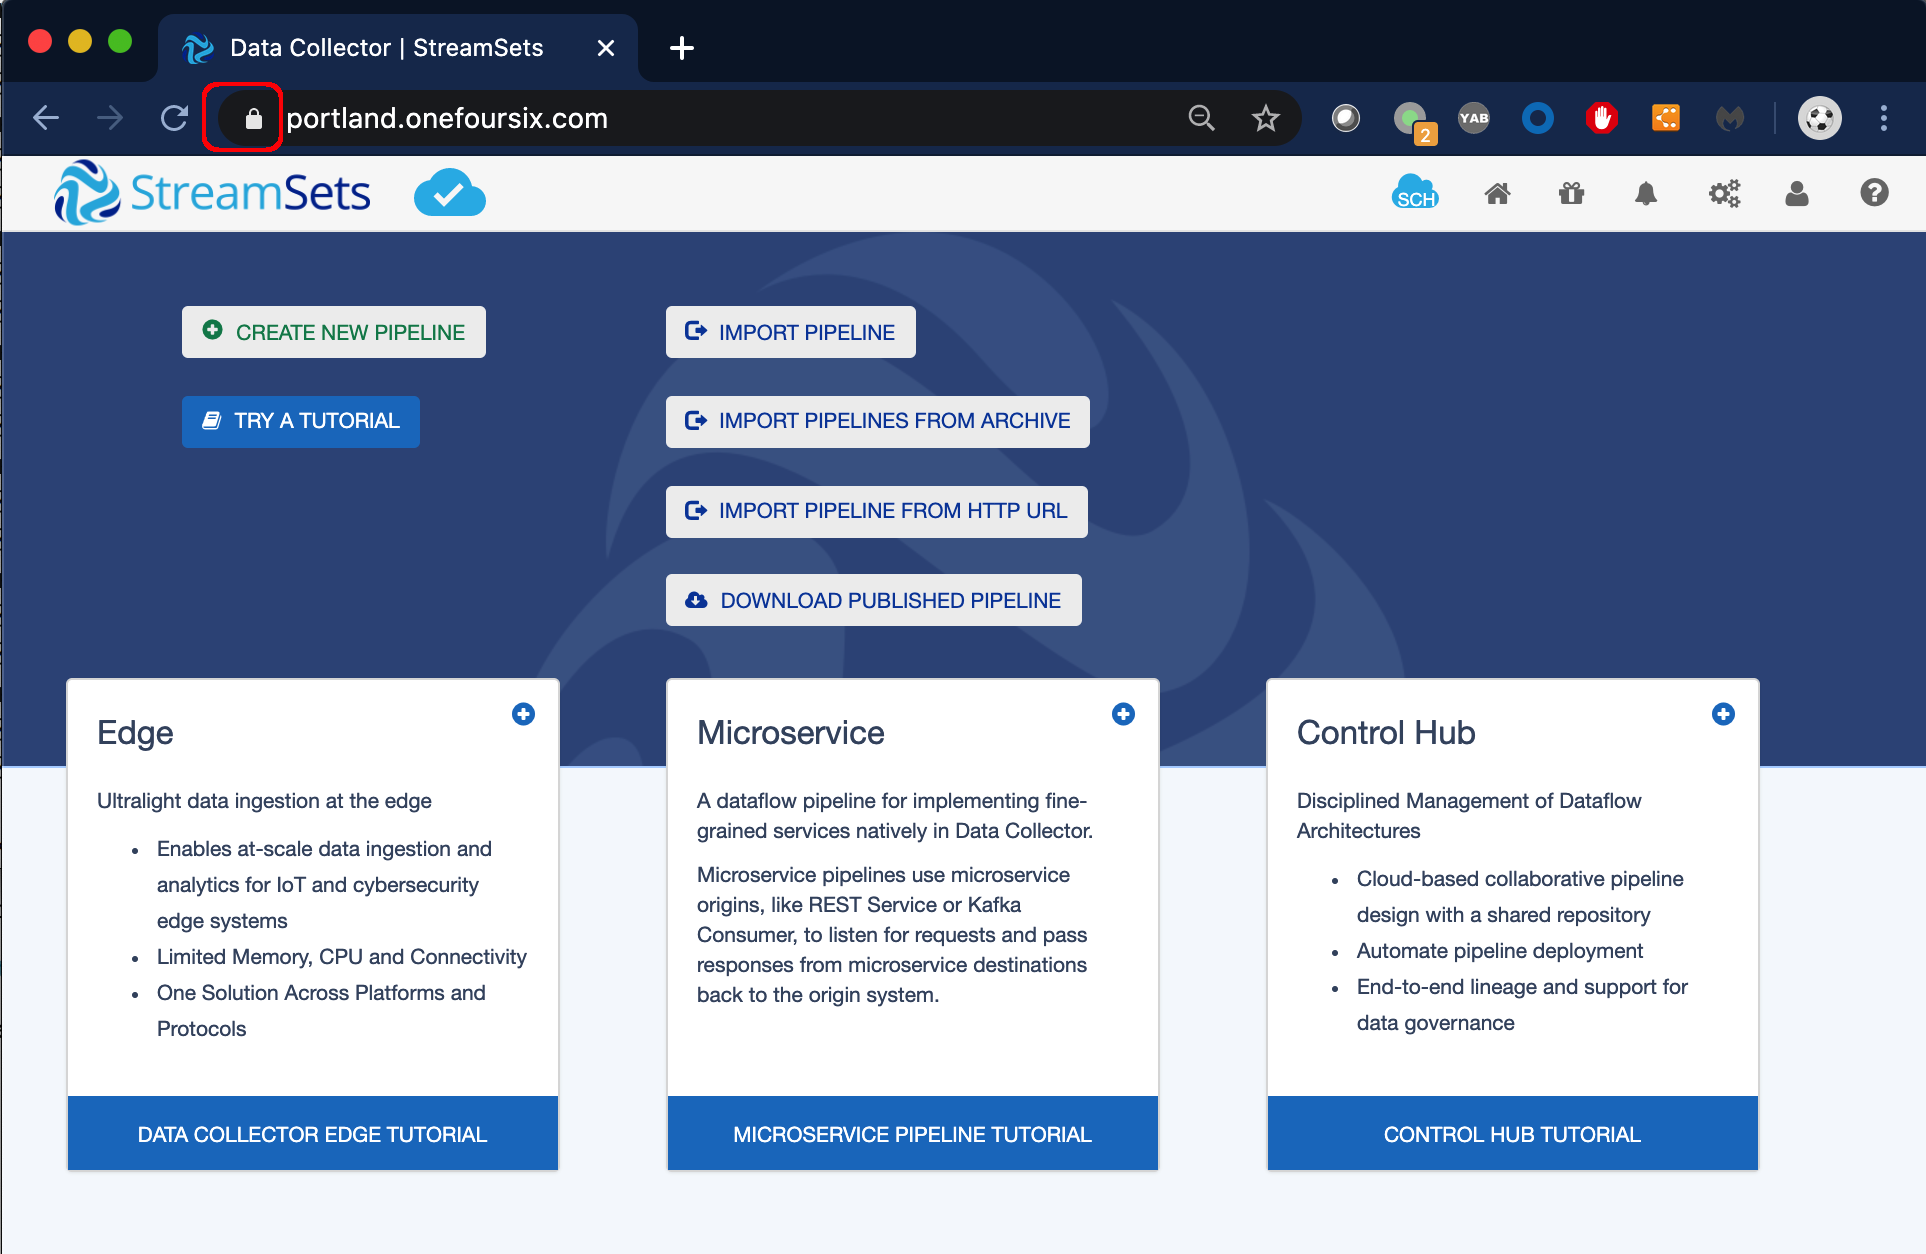 Data Collector | StreamSets
portland.onefoursix.com
2
YAB
StreamSets
SCH
CREATE NEW PIPELINE
TRY A TUTORIAL
IMPORT PIPELINE
IMPORT PIPELINES FROM ARCHIVE
IMPORT PIPELINE FROM HTTP URL
DOWNLOAD PUBLISHED PIPELINE
Edge
Ultralight data ingestion at the edge
• Enables at-scale data ingestion and
analytics for IoT and cybersecurity
edge systems
• Limited Memory, CPU and Connectivity
• One Solution Across Platforms and
Protocols
DATA COLLECTOR EDGE TUTORIAL
Microservice
A dataflow pipeline for implementing fine-
grained services natively in Data Collector.
Microservice pipelines use microservice
origins, like REST Service or Kafka
Consumer, to listen for requests and pass
responses from microservice destinations
back to the origin system.
MICROSERVICE PIPELINE TUTORIAL
Control Hub
Disciplined Management of Dataflow
Architectures
• Cloud-based collaborative pipeline
design with a shared repository
• Automate pipeline deployment
• End-to-end lineage and support for
data governance
CONTROL HUB TUTORIAL